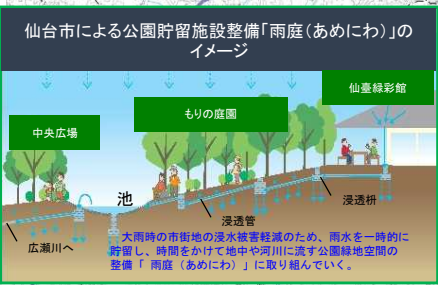 仙台市による公園貯留施設整備「雨庭（あめにわ）」の
イメージ
仙臺緑彩館
もりの庭園
中央広場
池
浸透枡
浸透管
広瀬川へ
大雨時の市街地の浸水被害軽減のため、雨水を一時的に
貯留し、時間をかけて地中や河川に流す公園緑地空間の
整備「 雨庭（あめにわ）」に取り組んでいく。